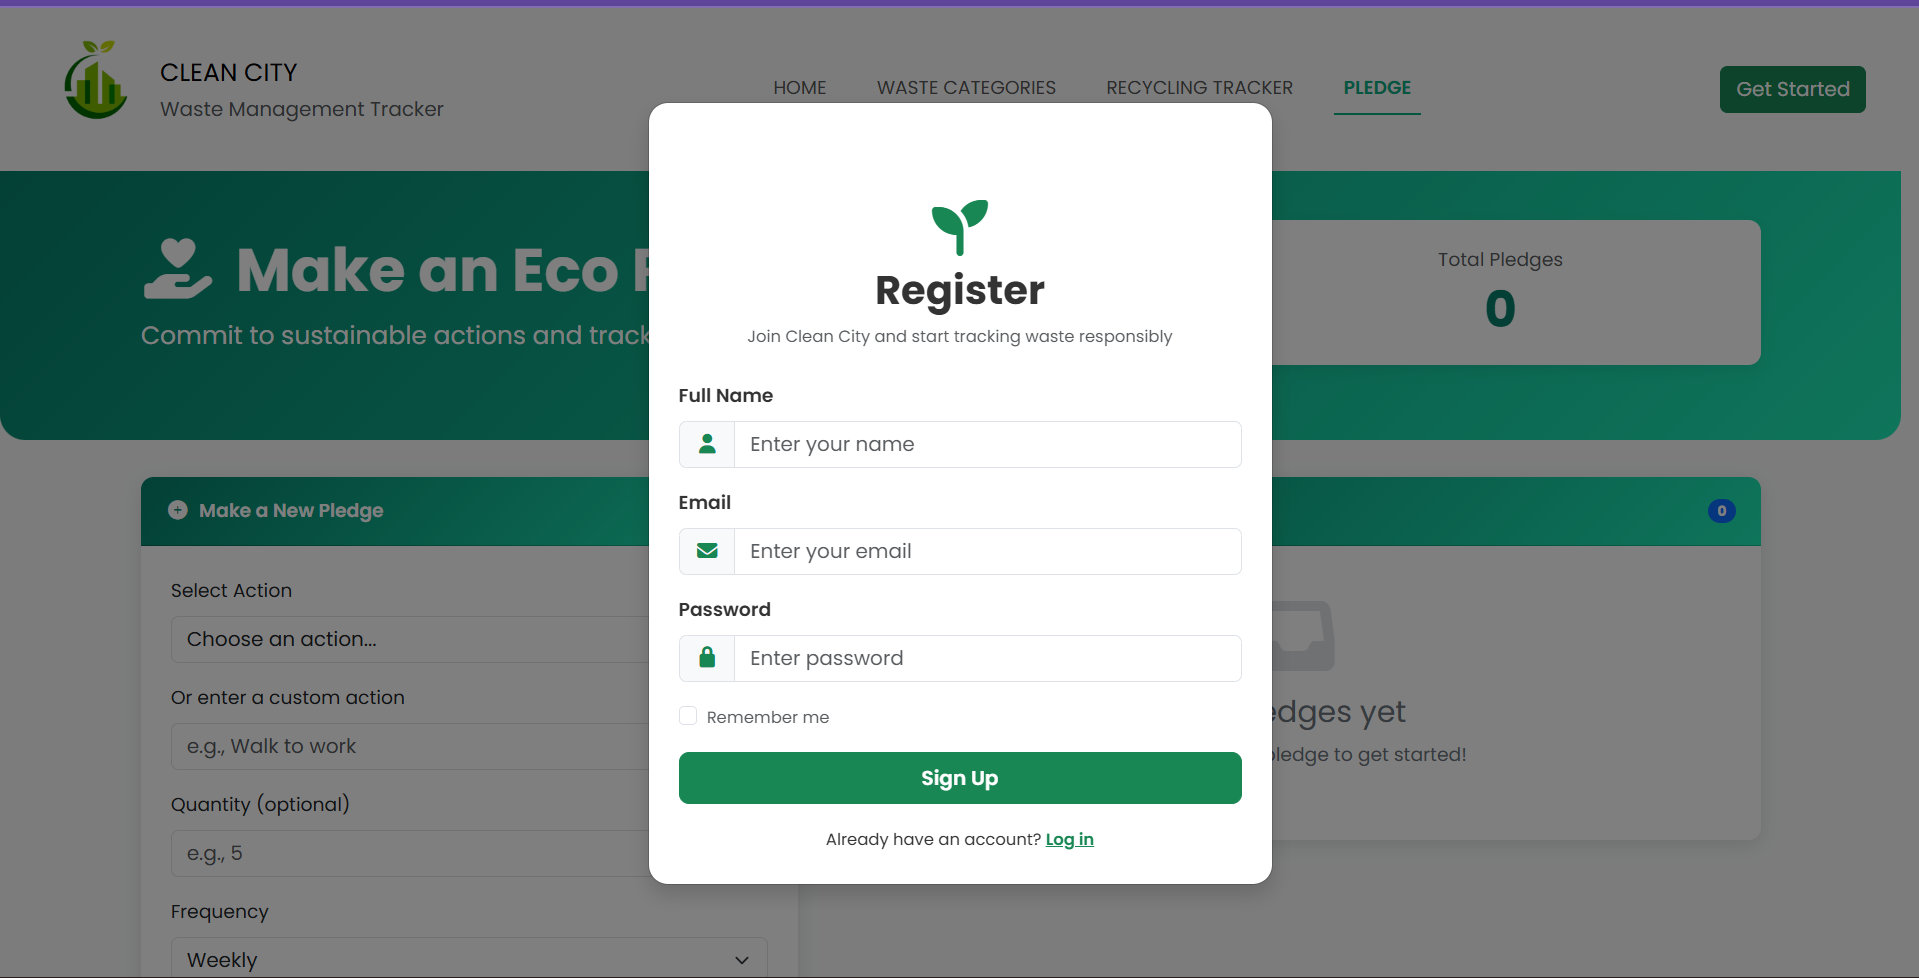 CLEAN CITY
Waste Management Tracker
HOME
WASTE CATEGORIES
RECYCLING TRACKER
PLEDGE
Get Started
Make an Eco
Commit to sustainable actions and track
Total Pledges
0
Register
Join Clean City and start tracking waste responsibly
Full Name
Enter your name
Email
Enter your email
Password
Enter password
Remember me
Sign Up
Already have an account? Log in
Make a New Pledge
Select Action
Choose an action...
Or enter a custom action
e.g., Walk to work
Quantity (optional)
e.g., 5
Frequency
Weekly
0
yet
to get started!